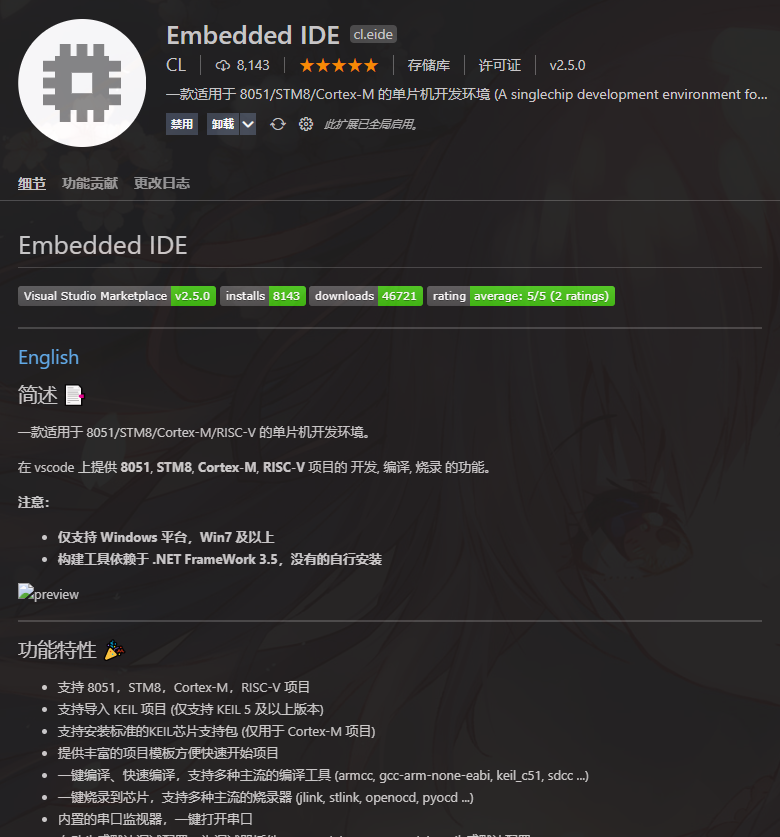 Embedded IDE cl.eide
CL 8,143 ★★★★★ 存储库 许可证 v2.5.0
一款适用于 8051/STM8/Cortex-M 的单片机开发环境 (A singlechip development environment fo...
禁用 卸载 此扩展已全局启用。
细节 功能贡献 更改日志
Embedded IDE
Visual Studio Marketplace v2.5.0 installs 8143 downloads 46721 rating average: 5/5 (2 ratings)
English
简述
一款适用于 8051/STM8/Cortex-M/RISC-V 的单片机开发环境。
在 vscode 上提供 8051, STM8, Cortex-M, RISC-V 项目的 开发, 编译, 烧录 的功能。
注意：
• 仅支持 Windows 平台，Win7 及以上
• 构建工具依赖于 .NET FrameWork 3.5，没有的自行安装
preview
功能特性
• 支持 8051，STM8，Cortex-M，RISC-V 项目
• 支持导入 KEIL 项目 (仅支持 KEIL 5 及以上版本)
• 支持安装标准的KEIL芯片支持包 (仅用于 Cortex-M 项目)
• 提供丰富的项目模板方便快速开始项目
• 一键编译、快速编译，支持多种主流的编译工具 (armcc, gcc-arm-none-eabi, keil_c51, sdcc ...)
• 一键烧录到芯片，支持多种主流的烧录器 (jlink, stlink, openocd, pyocd ...)
• 内置的串口监视器，一键打开串口